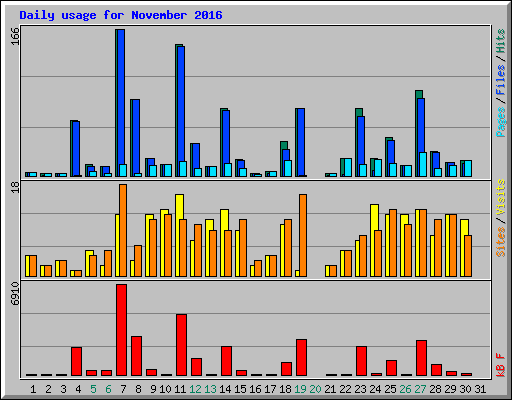 Daily usage for November 2016
166
Pages / Files / Hits
18
Sites / Visits
6910
kB F
1 2 3 4 5 6 7 8 9 10 11 12 13 14 15 16 17 18 19 20 21 22 23 24 25 26 27 28 29 30 31